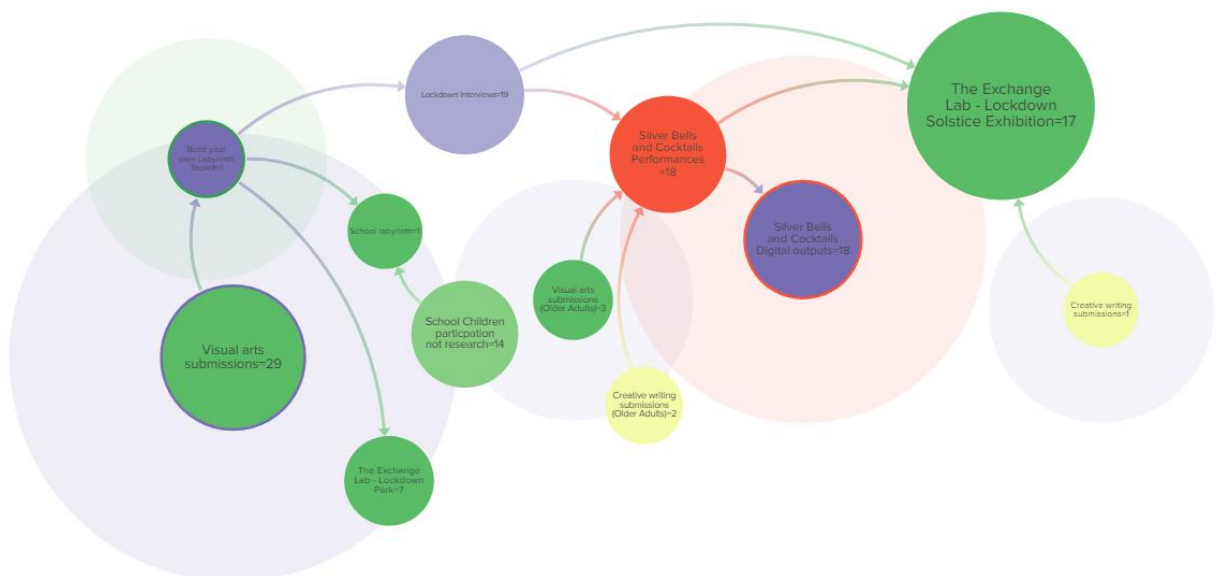 Lockdown Interviews=19
The Exchange
Lab - Lockdown
Solstice Exhibition=17
Build your
own Labyrinth
Toolkit=1
Silver Bells
and Cocktails
Performances
=18
School labyrinth=1
Silver Bells
and Cocktails
Digital outputs=18
Visual arts
submissions
(Older Adults)=3
Creative writing
submissions=1
School Children
particpation
not research=14
Visual arts
submissions=29
Creative writing
submissions
(Older Adults)=2
The Exchange
Lab - Lockdown
Park=7